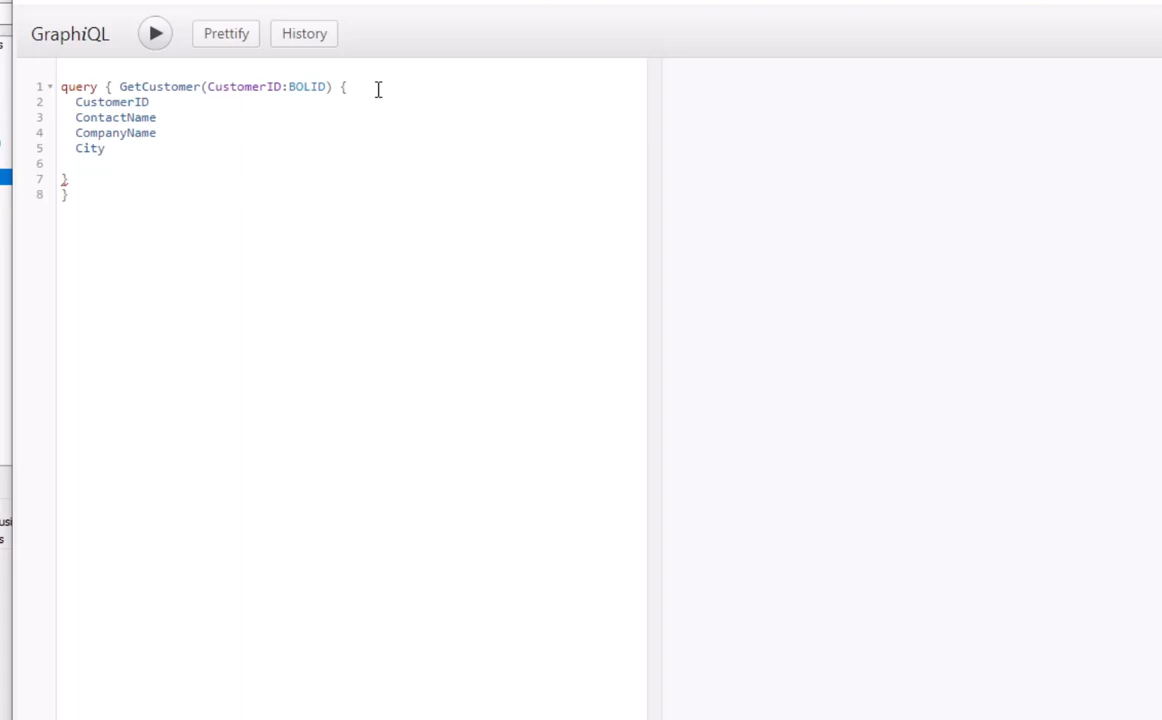 GraphiQL Prettify History
1 query { GetCustomer(CustomerID:BOLID) {
2 CustomerID
3 ContactName
4 CompanyName
5 City
6
7 }
8 }
s
usi
s